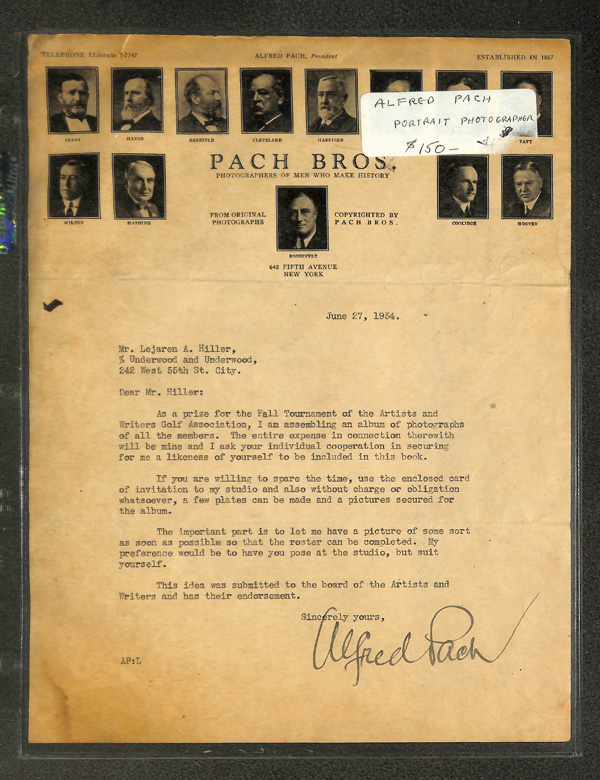 TELEPHONE ELdorado 5-7747
ALFRED PACH, President
ESTABLISHED IN 1867
ALFRED PACH
PORTRAIT PHOTOGRAPHER
$150-
GRANT
HAYES
GARFIELD
CLEVELAND
HARRISON
TAFT
PACH BROS.
PHOTOGRAPHERS OF MEN WHO MAKE HISTORY
WILSON
HARDING
FROM ORIGINAL
PHOTOGRAPHS
COPYRIGHTED BY
PACH BROS.
COOLIDGE
HOOVER
ROOSEVELT
642 FIFTH AVENUE
NEW YORK
June 27, 1934.
Mr. Lejaren A. Hiller,
% Underwood and Underwood,
242 West 55th St. City.
Dear Mr. Hiller:
As a prize for the Fall Tournament of the Artists and
Writers Golf Association, I am assembling an album of photographs
of all the members. The entire expense in connection therewith
will be mine and I ask your individual cooperation in securing
for me a likeness of yourself to be included in this book.
If you are willing to spare the time, use the enclosed card
of invitation to my studio and also without charge or obligation
whatsoever, a few plates can be made and a pictures secured for
the album.
The important part is to let me have a picture of some sort
as soon as possible so that the roster can be completed. My
preference would be to have you pose at the studio, but suit
yourself.
This idea was submitted to the board of the Artists and
Writers and has their endorsement.
Sincerely yours,
Alfred Pach
AP:L